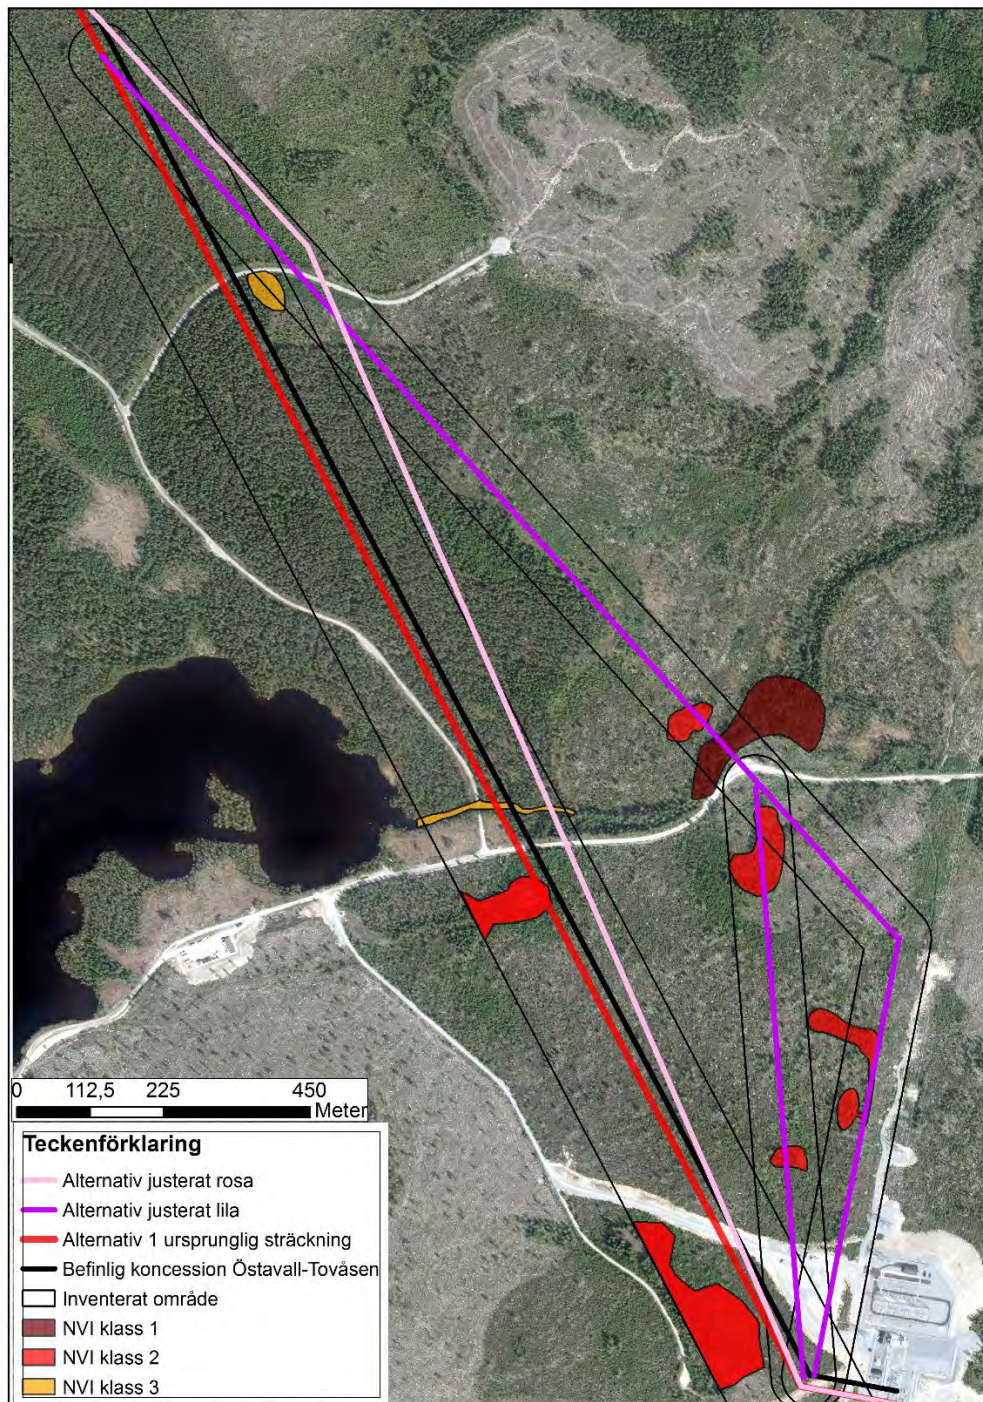 0 112,5 225 450
Meter
Teckenförklaring
Alternativ justerat rosa
Alternativ justerat lila
Alternativ 1 ursprunglig sträckning
Befinlig koncession Östavall-Tovåsen
Inventerat område
NVI klass 1
NVI klass 2
NVI klass 3